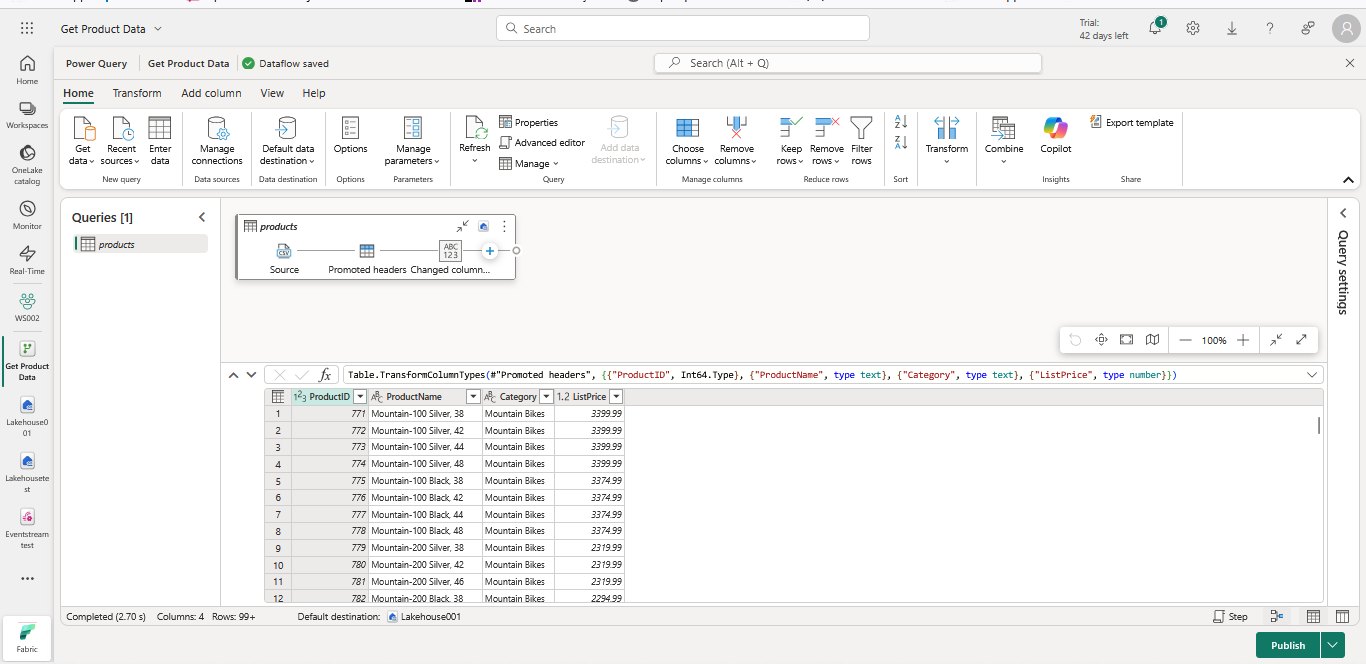 Get Product Data
Search
Trial:
42 days left
1
Power Query
Get Product Data
Dataflow saved
Search (Alt + Q)
Home
Transform
Add column
View
Help
Get data
Recent sources
Enter data
New query
Manage connections
Data sources
Default data destination
Data destination
Options
Options
Manage parameters
Parameters
Refresh
Properties
Advanced editor
Manage
Add data destination
Query
Choose columns
Remove columns
Manage columns
Keep rows
Remove rows
Filter rows
Reduce rows
A Z
Z A
Sort
Transform
Combine
Copilot
Insights
Export template
Share
Home
Workspaces
OneLake
catalog
Monitor
Real-Time
WS002
Get Product
Data
Lakehouse0
01
Lakehousete
st
Eventstream
test
Fabric
Queries [1]
products
products
CSV
ABC
123
Source
Promoted headers
Changed column...
Query settings
100%
fx
Table.TransformColumnTypes(#"Promoted headers", {{"ProductID", Int64.Type}, {"ProductName", type text}, {"Category", type text}, {"ListPrice", type number}})
123 ProductID ABC ProductName ABC Category 1.2 ListPrice
1 771 Mountain-100 Silver, 38 Mountain Bikes 3399.99
2 772 Mountain-100 Silver, 42 Mountain Bikes 3399.99
3 773 Mountain-100 Silver, 44 Mountain Bikes 3399.99
4 774 Mountain-100 Silver, 48 Mountain Bikes 3399.99
5 775 Mountain-100 Black, 38 Mountain Bikes 3374.99
6 776 Mountain-100 Black, 42 Mountain Bikes 3374.99
7 777 Mountain-100 Black, 44 Mountain Bikes 3374.99
8 778 Mountain-100 Black, 48 Mountain Bikes 3374.99
9 779 Mountain-200 Silver, 38 Mountain Bikes 2319.99
10 780 Mountain-200 Silver, 42 Mountain Bikes 2319.99
11 781 Mountain-200 Silver, 46 Mountain Bikes 2319.99
12 782 Mountain-200 Black, 38 Mountain Bikes 2294.99
Completed (2.70 s)
Columns: 4
Rows: 99+
Default destination:
Lakehouse001
Step
Publish